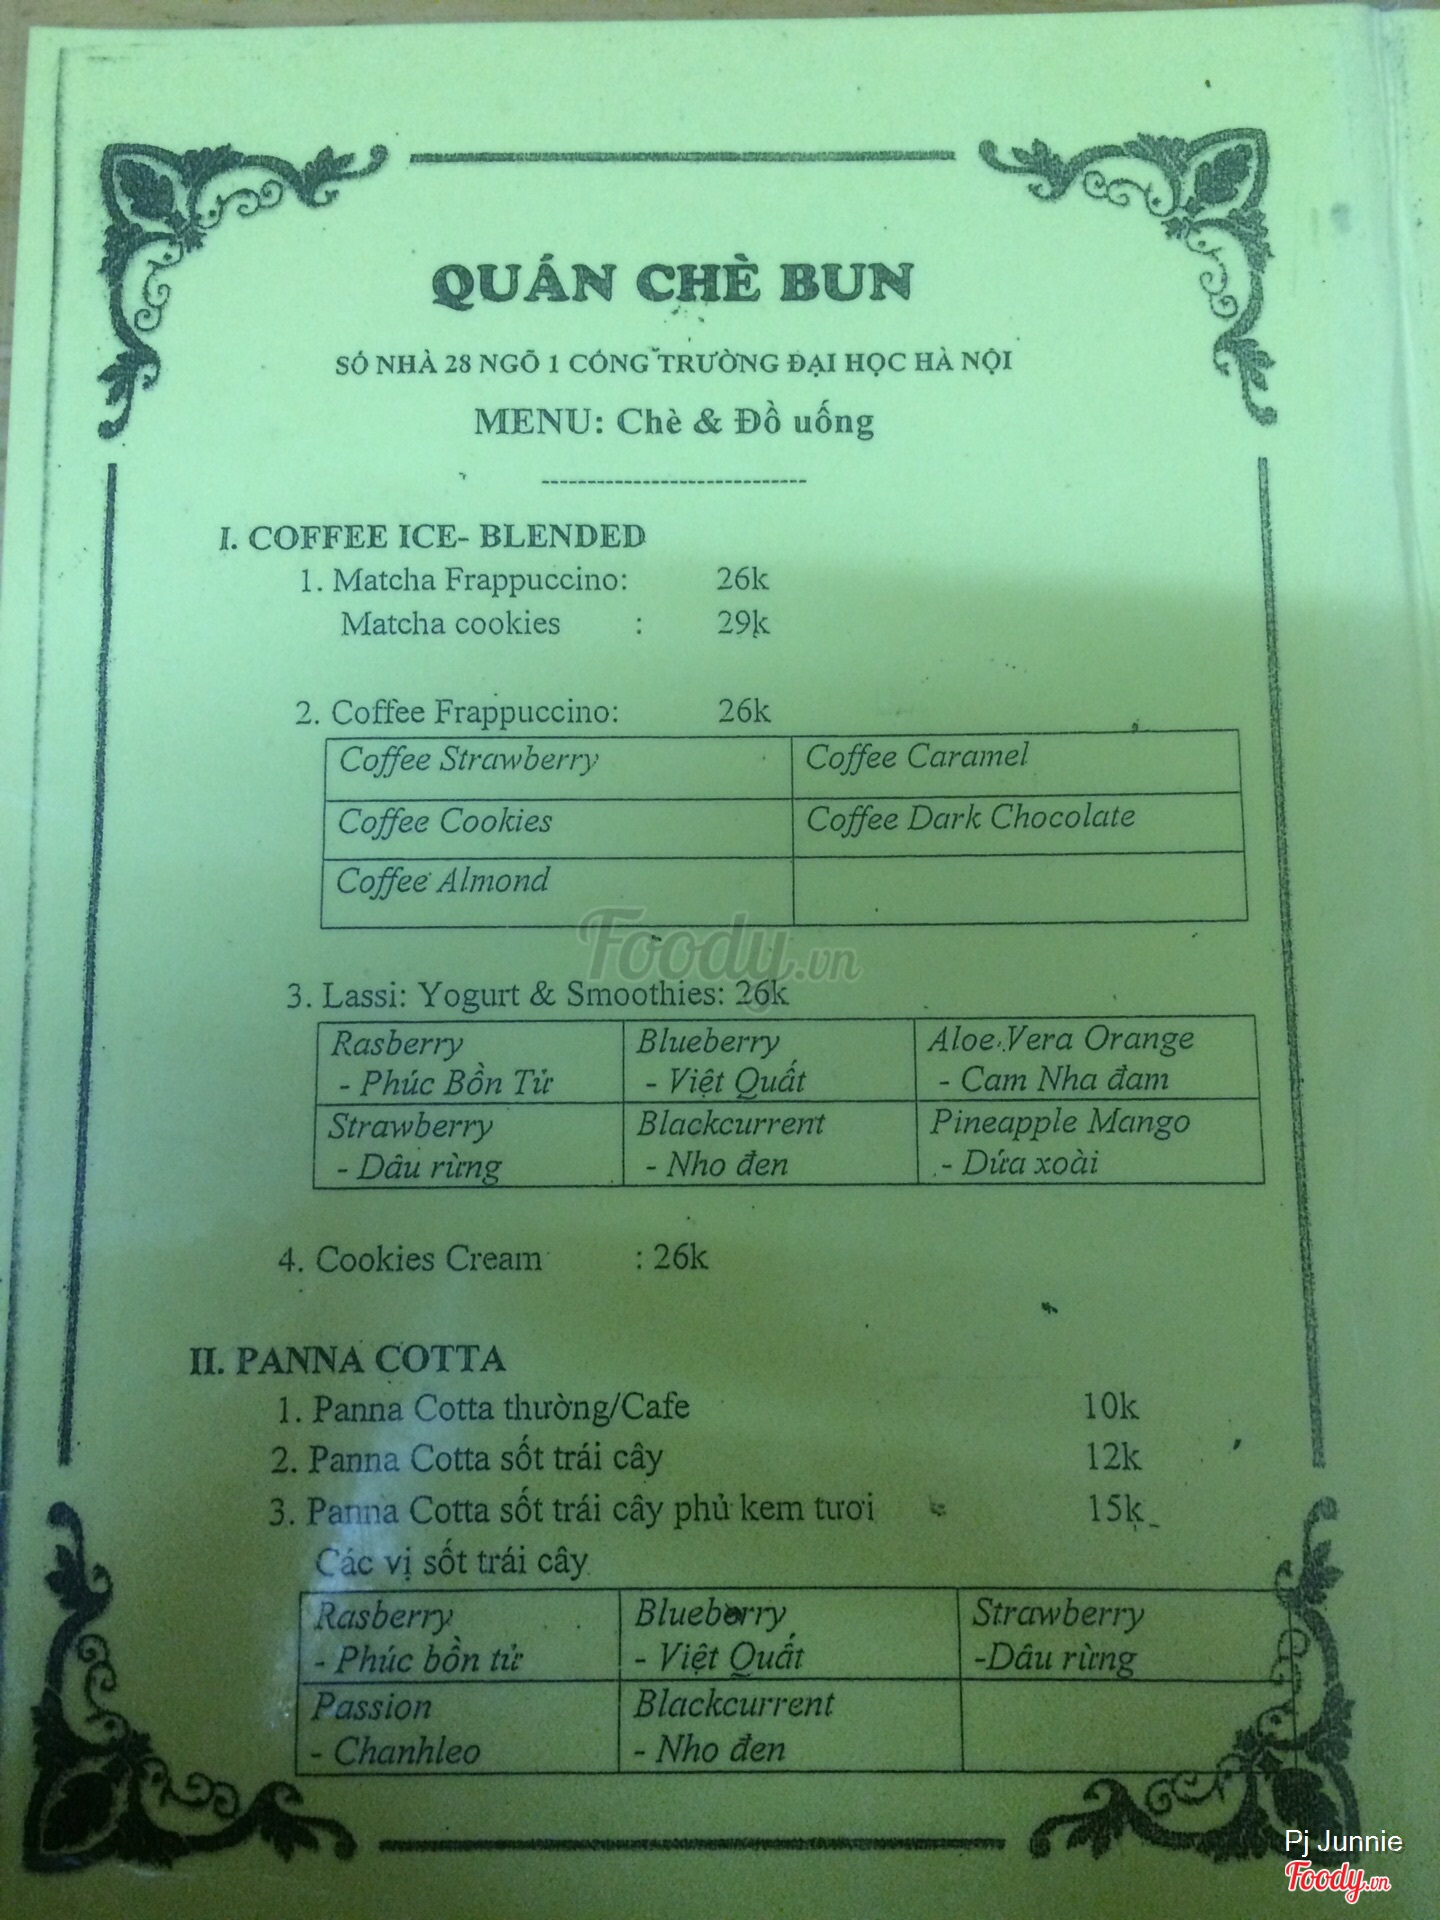 QUÁN CHÈ BUN
SỐ NHÀ 28 NGÕ 1 CỔNG TRƯỜNG ĐẠI HỌC HÀ NỘI
MENU: Chè & Đồ uống
----------------------------
I. COFFEE ICE- BLENDED
1. Matcha Frappuccino: 26k
Matcha cookies : 29k
2. Coffee Frappuccino: 26k
Coffee Strawberry Coffee Caramel
Coffee Cookies Coffee Dark Chocolate
Coffee Almond
Foody.vn
3. Lassi: Yogurt & Smoothies: 26k
Rasberry Blueberry Aloe Vera Orange
- Phúc Bồn Tử - Việt Quất - Cam Nha đam
Strawberry Blackcurrent Pineapple Mango
- Dâu rừng - Nho đen - Dứa xoài
4. Cookies Cream : 26k
II. PANNA COTTA
1. Panna Cotta thường/Cafe 10k
2. Panna Cotta sốt trái cây 12k
3. Panna Cotta sốt trái cây phủ kem tươi 15k
Các vị sốt trái cây
Rasberry Blueberry Strawberry
- Phúc bồn tử - Việt Quất -Dâu rừng
Passion Blackcurrent
- Chanhleo - Nho đen
Pj Junnie
Foody.vn